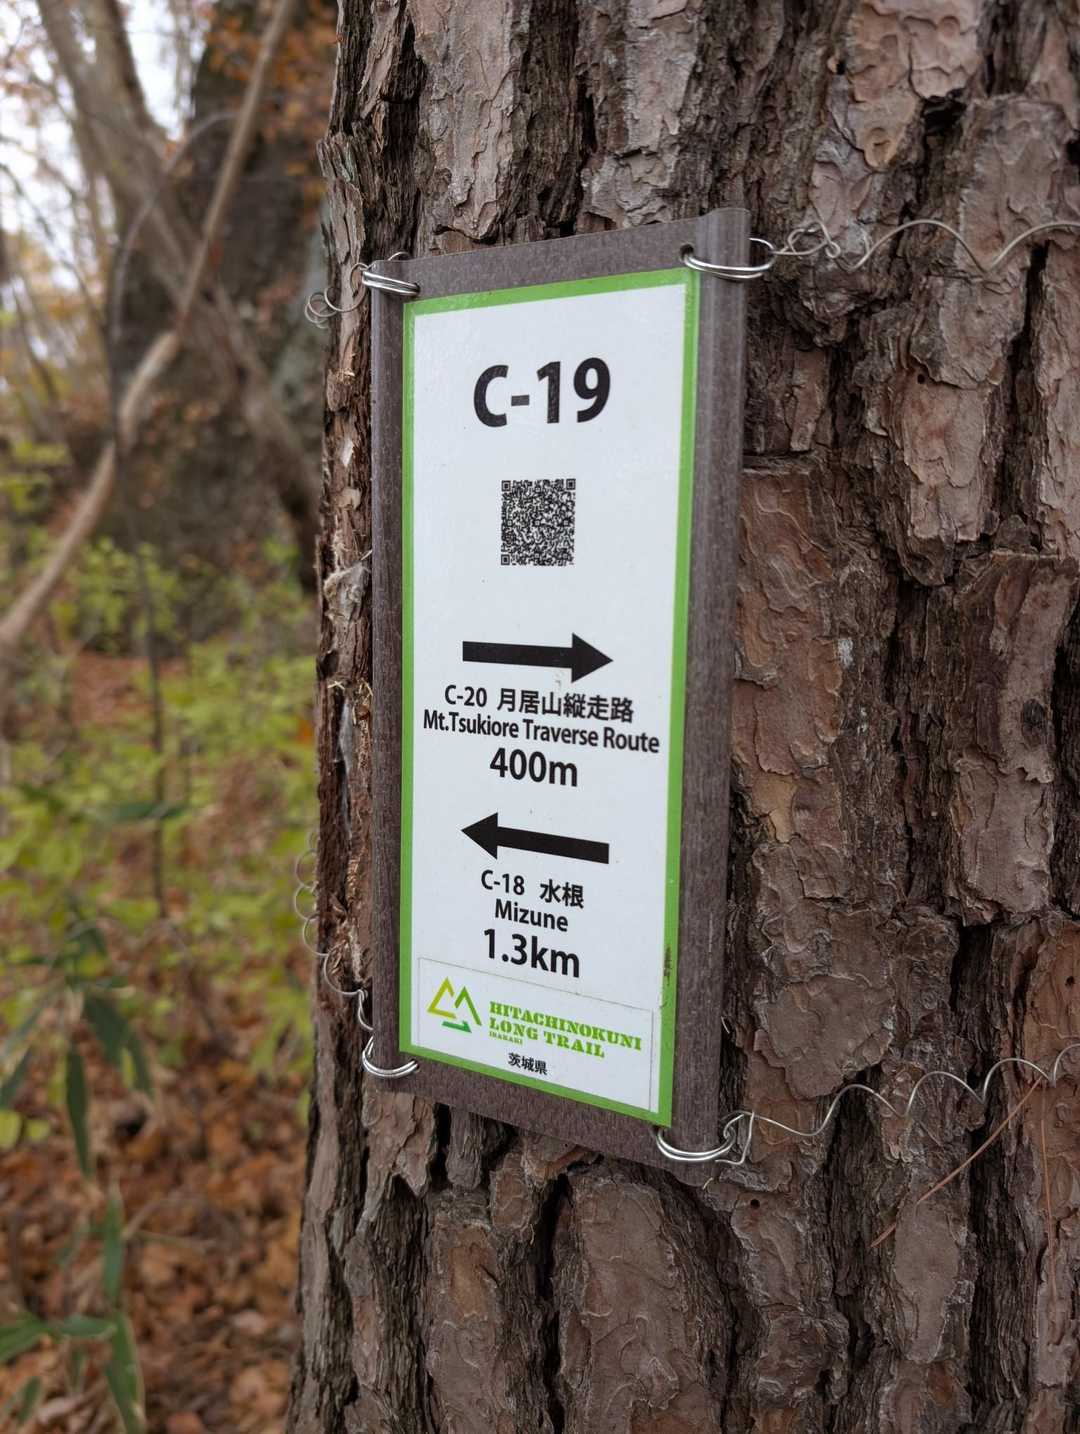 C-19
C-20 月居山縦走路
Mt.Tsukiore Traverse Route
400m
C-18 水根
Mizune
1.3km
HITACHINOKUNI
LONG TRAIL
IBARAKI
茨城県